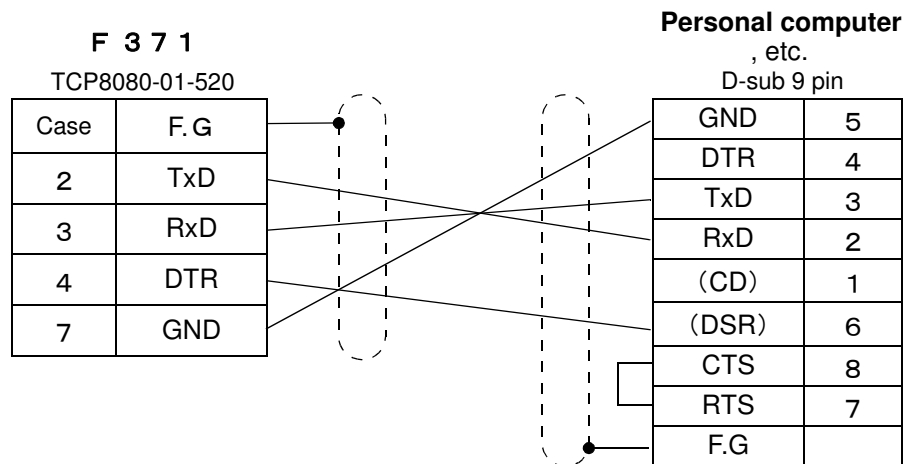 F 3 7 1
TCP8080-01-520
Case F.G
2 TxD
3 RxD
4 DTR
7 GND
Personal computer
, etc.
D-sub 9 pin
GND 5
DTR 4
TxD 3
RxD 2
（CD） 1
（DSR） 6
CTS 8
RTS 7
F.G